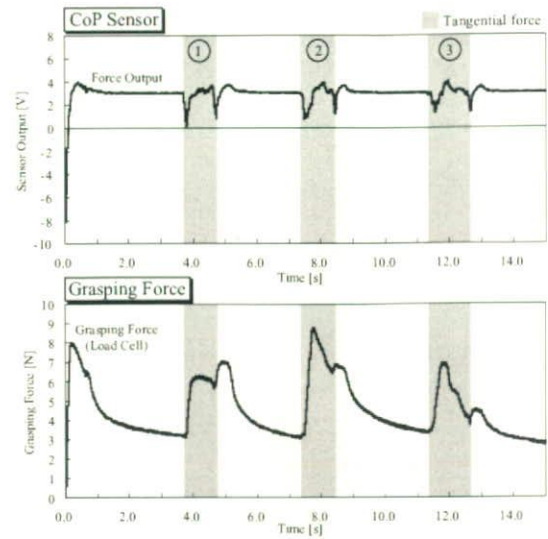 CoP Sensor
Tangential force
8
6
4
2
0
-2
-4
-6
-8
-10
Sensor Output [V]
Force Output
1
2
3
0.0 2.0 4.0 6.0 8.0 10.0 12.0 14.0
Time [s]
Grasping Force
10
9
8
7
6
5
4
3
2
1
0
Grasping Force [N]
Grasping Force
(Load Cell)
0.0 2.0 4.0 6.0 8.0 10.0 12.0 14.0
Time [s]